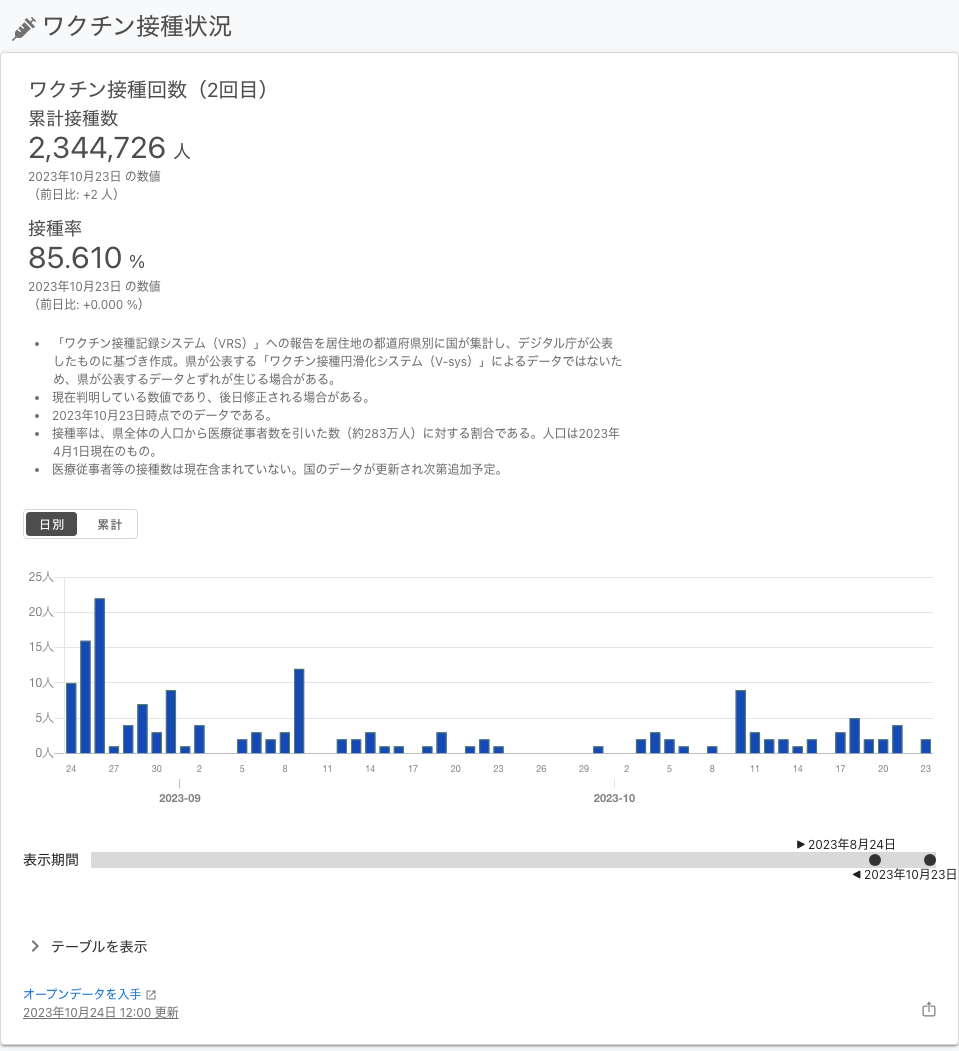 ワクチン接種状況
ワクチン接種回数（2回目）
累計接種数
2,344,726 人
2023年10月23日 の数値
（前日比: +2 人）
接種率
85.610 %
2023年10月23日 の数値
（前日比: +0.000 %）
• 「ワクチン接種記録システム（VRS）」への報告を居住地の都道府県別に国が集計し、デジタル庁が公表
したものに基づき作成。県が公表する「ワクチン接種円滑化システム（V-sys）」によるデータではないた
め、県が公表するデータとずれが生じる場合がある。
• 現在判明している数値であり、後日修正される場合がある。
• 2023年10月23日時点でのデータである。
• 接種率は、県全体の人口から医療従事者数を引いた数（約283万人）に対する割合である。人口は2023年
4月1日現在のもの。
• 医療従事者等の接種数は現在含まれていない。国のデータが更新され次第追加予定。
日別 累計
25人
20人
15人
10人
5人
0人
24 27 30 2 5 8 11 14 17 20 23 26 29 2 5 8 11 14 17 20 23
2023-09 2023-10
▶ 2023年8月24日
表示期間
◀ 2023年10月23日
テーブルを表示
オープンデータを入手
2023年10月24日 12:00 更新